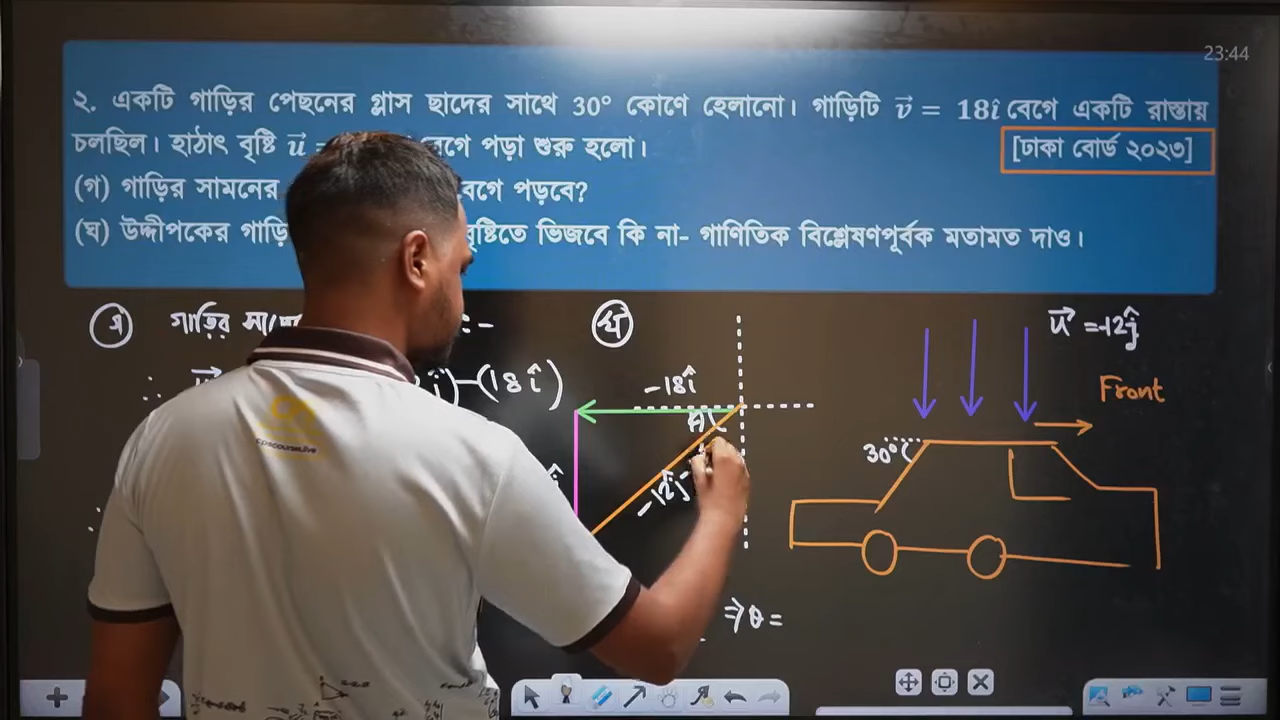 23:44
২. একটি গাড়ির পেছনের গ্লাস ছাদের সাথে 30° কোণে হেলানো। গাড়িটি v⃗ = 18î বেগে একটি রাস্তায়
চলছিল। হাঠাৎ বৃষ্টি u⃗ = বেগে পড়া শুরু হলো।
[ঢাকা বোর্ড ২০২৩]
(গ) গাড়ির সামনের বেগে পড়বে?
(ঘ) উদ্দীপকের গাড়ি বৃষ্টিতে ভিজবে কি না- গাণিতিক বিশ্লেষণপূর্বক মতামত দাও।
গাড়ির
:-
ঘ
u⃗ = -12ĵ
-(18î)
-18î
Front
30°
-12ĵ
⇒θ =